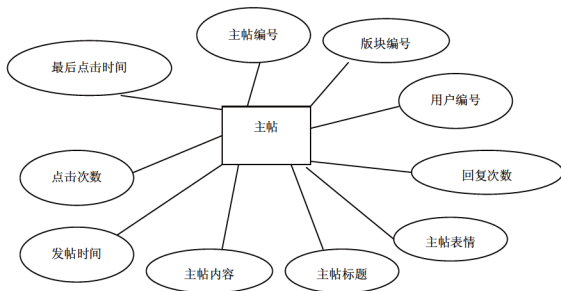 主帖编号
版块编号
最后点击时间
用户编号
主帖
点击次数
回复次数
发帖时间
主帖表情
主帖内容
主帖标题